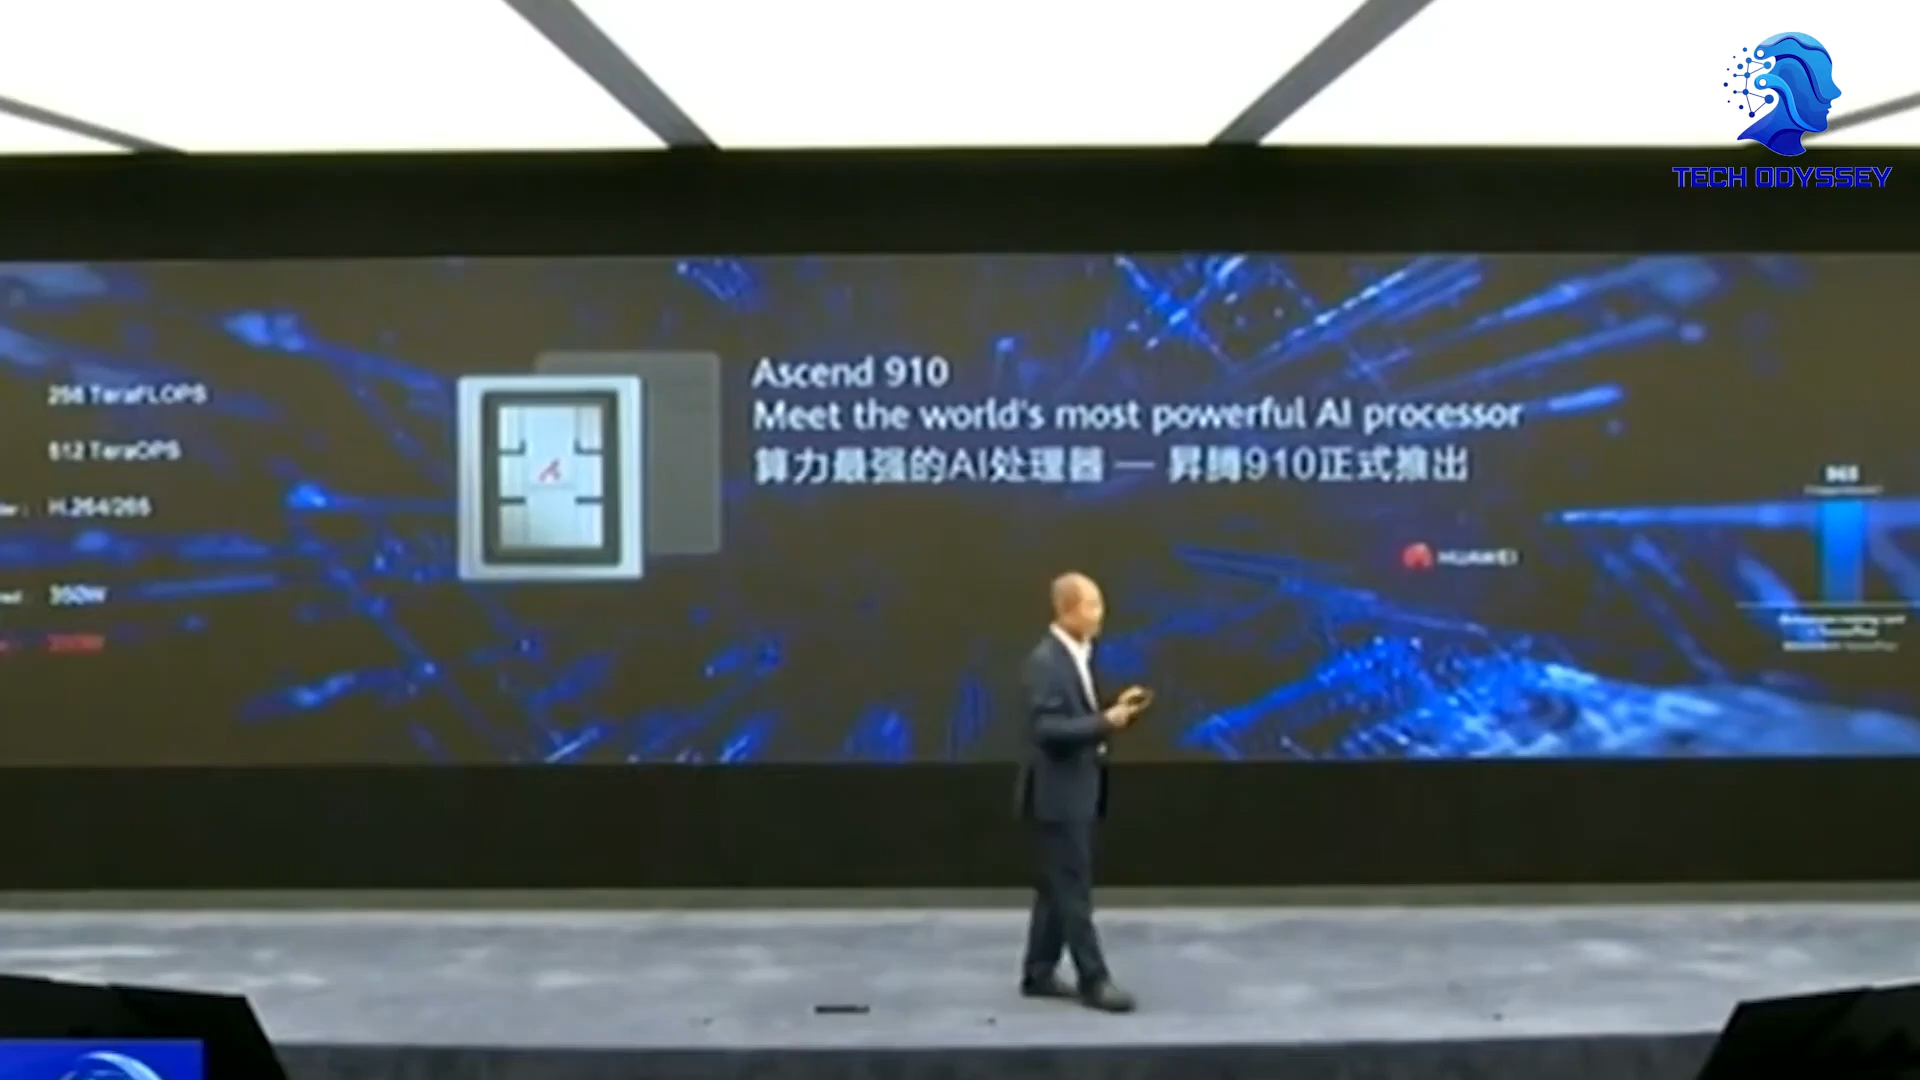 TECH ODYSSEY
256 TeraFLOPS
512 TeraOPS
H.264/265
350W
Ascend 910
Meet the world's most powerful AI processor
算力最强的AI处理器 — 昇腾910正式推出
HUAWEI